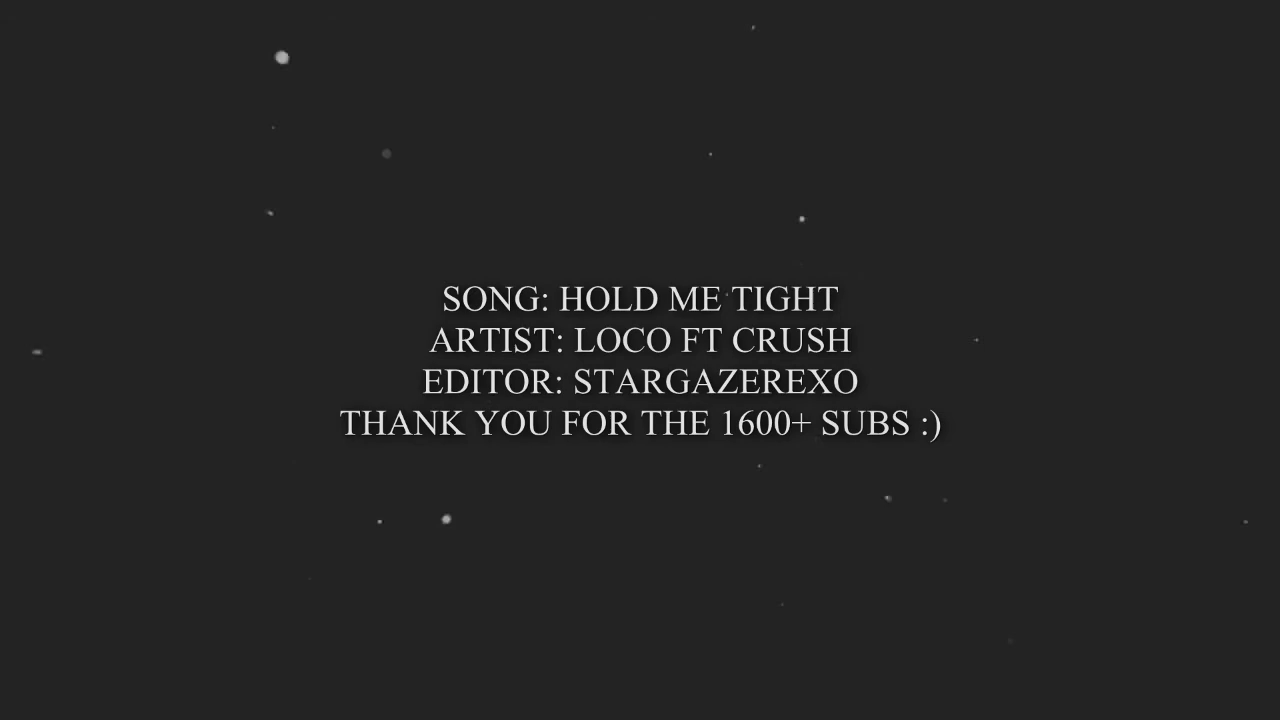 SONG: HOLD ME TIGHT
ARTIST: LOCO FT CRUSH
EDITOR: STARGAZEREXO
THANK YOU FOR THE 1600+ SUBS :)